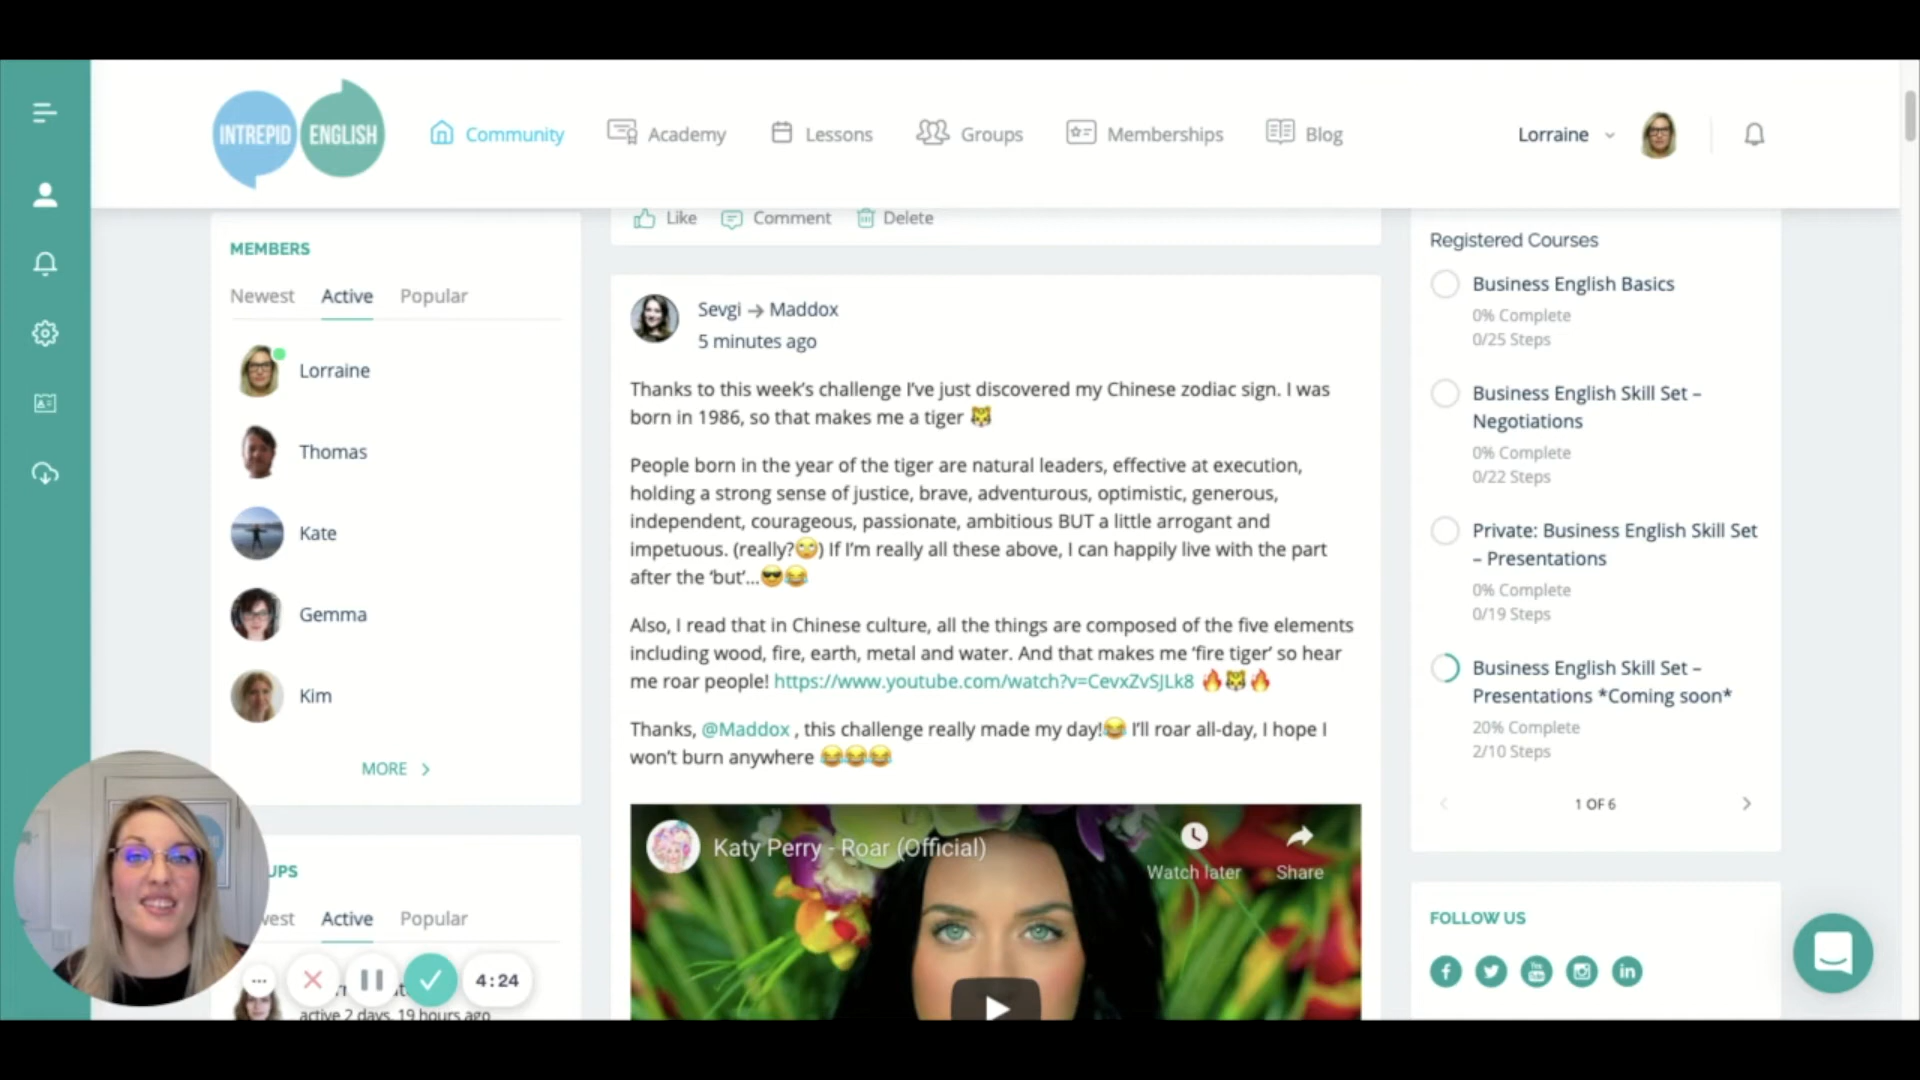 INTREPID ENGLISH
Community
Academy
Lessons
Groups
Memberships
Blog
Lorraine
MEMBERS
Newest Active Popular
Lorraine
Thomas
Kate
Gemma
Kim
MORE
UPS
Active Popular
active 2 days, 19 hours ago
4:24
Like Comment Delete
Sevgi → Maddox
5 minutes ago
Thanks to this week's challenge I've just discovered my Chinese zodiac sign. I was
born in 1986, so that makes me a tiger 🐯
People born in the year of the tiger are natural leaders, effective at execution,
holding a strong sense of justice, brave, adventurous, optimistic, generous,
independent, courageous, passionate, ambitious BUT a little arrogant and
impetuous. (really?🙄) If I'm really all these above, I can happily live with the part
after the 'but'...😎😂
Also, I read that in Chinese culture, all the things are composed of the five elements
including wood, fire, earth, metal and water. And that makes me 'fire tiger' so hear
me roar people! https://www.youtube.com/watch?v=CevxZvSJLk8 🔥🐯🔥
Thanks, @Maddox , this challenge really made my day!😂 I'll roar all-day, I hope I
won't burn anywhere 😂😂😂
Katy Perry - Roar (Official)
Watch later
Share
Registered Courses
Business English Basics
0% Complete
0/25 Steps
Business English Skill Set –
Negotiations
0% Complete
0/22 Steps
Private: Business English Skill Set
– Presentations
0% Complete
0/19 Steps
Business English Skill Set –
Presentations *Coming soon*
20% Complete
2/10 Steps
1 OF 6
FOLLOW US